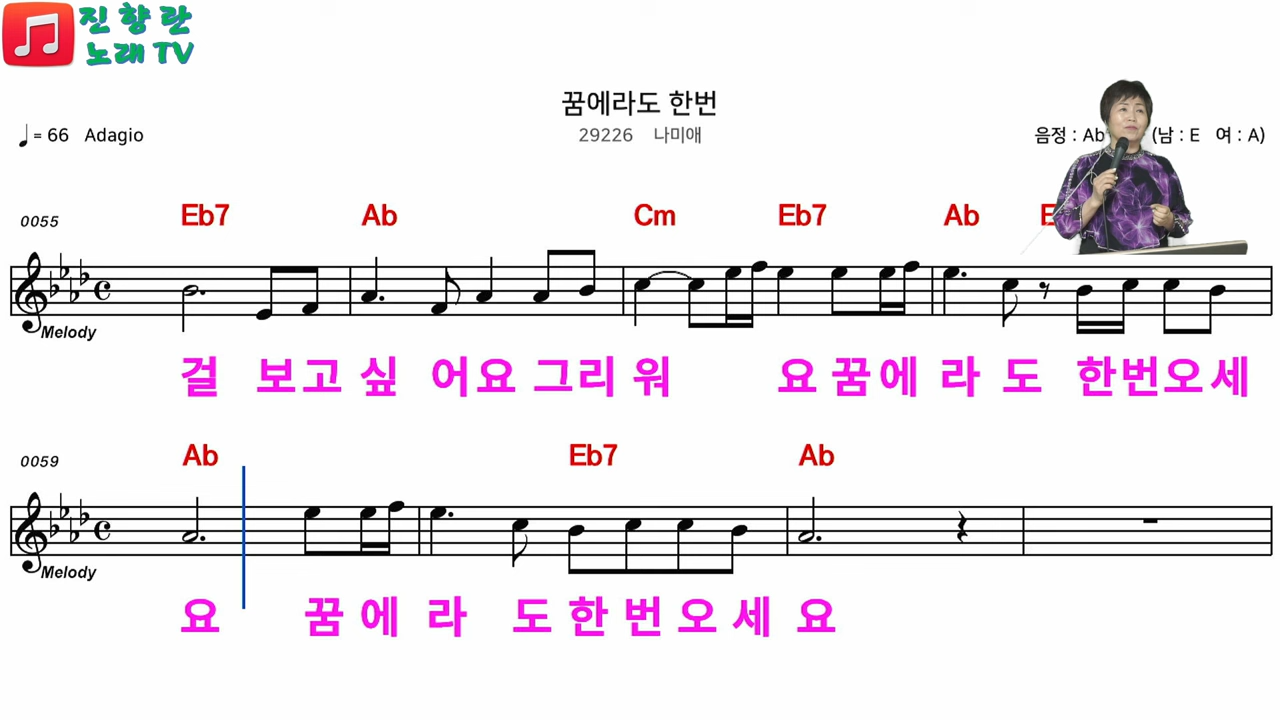 진향란
노래 TV
꿈에라도 한번
= 66 Adagio
29226 나미애
음정 : Ab (남 : E 여 : A)
0055 Eb7 Ab Cm Eb7 Ab
Melody
걸 보고싶 어요그리워 요꿈에라도 한번오세
0059 Ab Eb7 Ab
Melody
요 꿈에라 도한번오세요